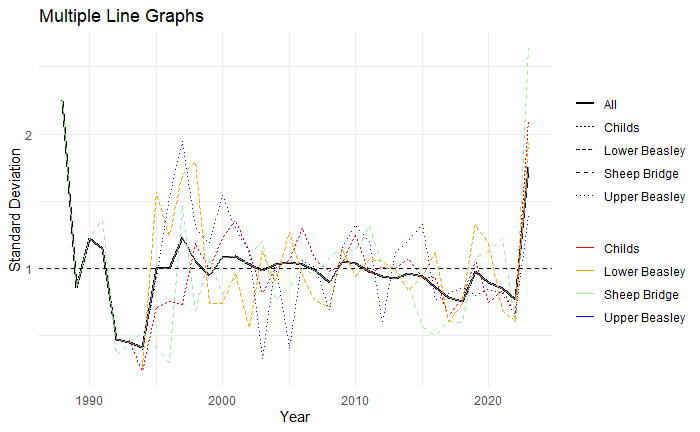 Multiple Line Graphs
Standard Deviation
2
1
1990
2000
2010
2020
Year
All
Childs
Lower Beasley
Sheep Bridge
Upper Beasley
Childs
Lower Beasley
Sheep Bridge
Upper Beasley